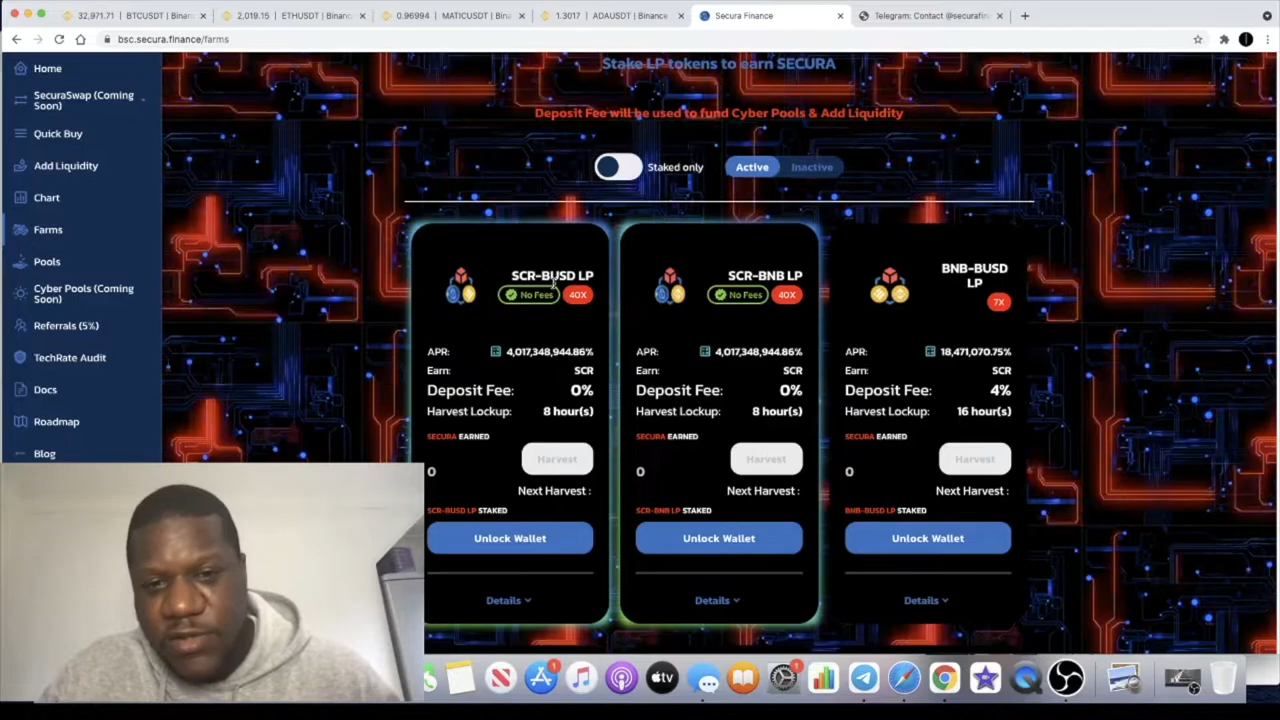 32,971.71 | BTCUSDT | Binan
2,019.15 | ETHUSDT | Binanc
0.96994 | MATICUSDT | Binan
1.3017 | ADAUSDT | Binance
Secura Finance
Telegram: Contact @securafin
bsc.secura.finance/farms
Home
SecuraSwap (Coming
Soon)
Quick Buy
Add Liquidity
Chart
Farms
Pools
Cyber Pools (Coming
Soon)
Referrals (5%)
TechRate Audit
Docs
Roadmap
Blog
Stake LP tokens to earn SECURA
Deposit Fee will be used to fund Cyber Pools & Add Liquidity
Staked only
Active
Inactive
SCR-BUSD LP
No Fees
40X
APR: 4,017,348,944.86%
Earn: SCR
Deposit Fee: 0%
Harvest Lockup: 8 hour(s)
SECURA EARNED
0
Harvest
Next Harvest :
SCR-BUSD LP STAKED
Unlock Wallet
Details
SCR-BNB LP
No Fees
40X
APR: 4,017,348,944.86%
Earn: SCR
Deposit Fee: 0%
Harvest Lockup: 8 hour(s)
SECURA EARNED
0
Harvest
Next Harvest :
SCR-BNB LP STAKED
Unlock Wallet
Details
BNB-BUSD
LP
7X
APR: 18,471,070.75%
Earn: SCR
Deposit Fee: 4%
Harvest Lockup: 16 hour(s)
SECURA EARNED
0
Harvest
Next Harvest :
BNB-BUSD LP STAKED
Unlock Wallet
Details
1
tv
1